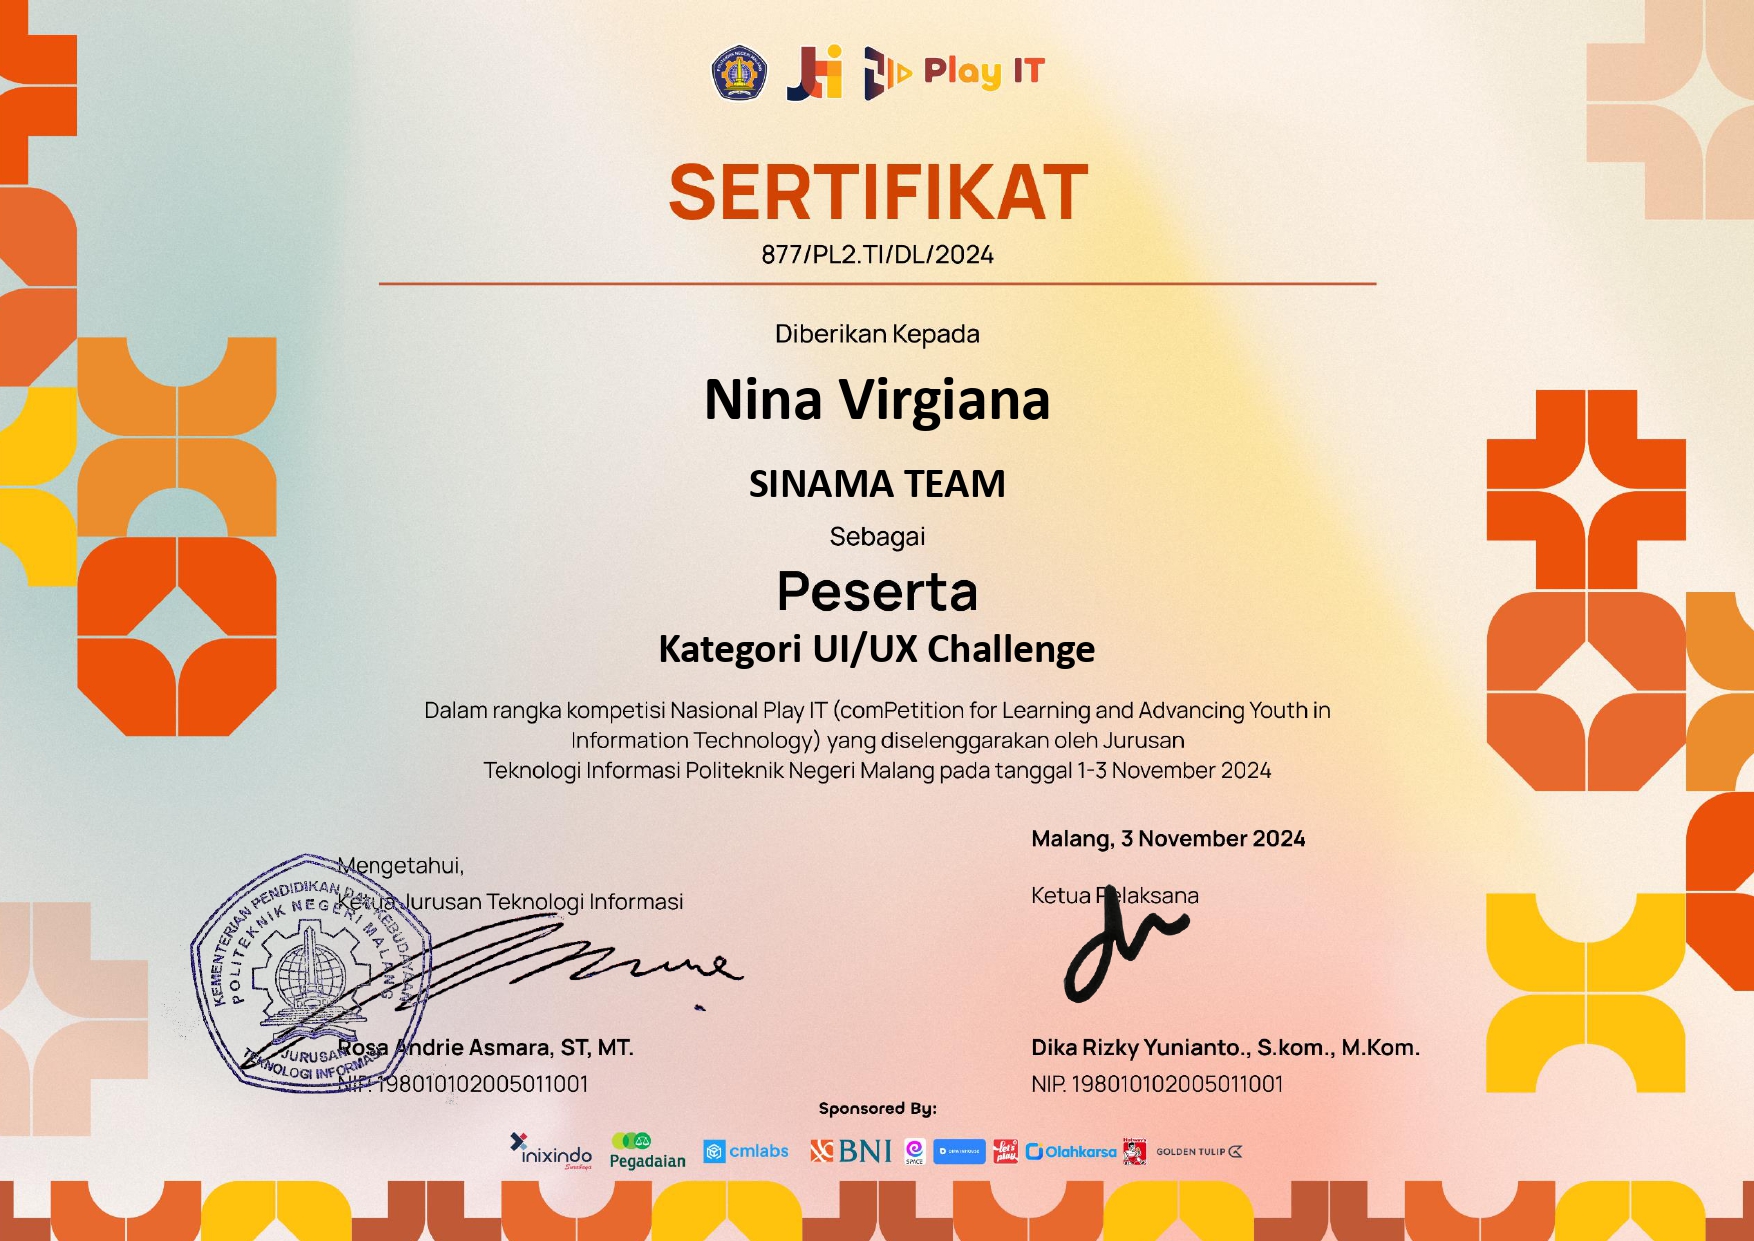 Jti Play IT
SERTIFIKAT
877/PL2.TI/DL/2024
Diberikan Kepada
Nina Virgiana
SINAMA TEAM
Sebagai
Peserta
Kategori UI/UX Challenge
Dalam rangka kompetisi Nasional Play IT (comPetition for Learning and Advancing Youth in
Information Technology) yang diselenggarakan oleh Jurusan
Teknologi Informasi Politeknik Negeri Malang pada tanggal 1-3 November 2024
Mengetahui,
Ketua Jurusan Teknologi Informasi
KEMENTERIAN PENDIDIKAN DAN KEBUDAYAAN
POLITEKNIK NEGERI MALANG
JURUSAN
TEKNOLOGI INFORMASI
Rosa Andrie Asmara, ST, MT.
NIP. 198010102005011001
Malang, 3 November 2024
Ketua Pelaksana
Dika Rizky Yunianto., S.kom., M.Kom.
NIP. 198010102005011001
Sponsored By:
inixindo Surabaya Pegadaian cmlabs BNI SPACE let's play Olahkarsa GOLDEN TULIP